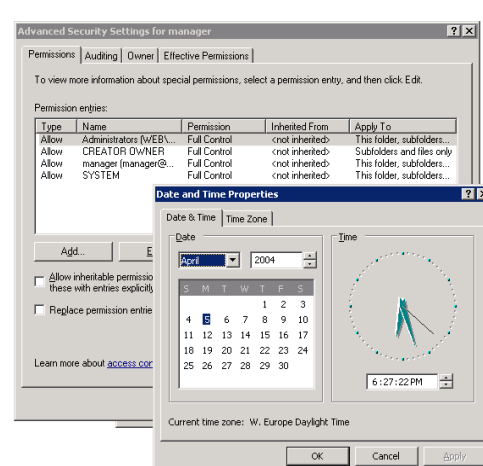 Advanced Security Settings for manager
Permissions Auditing Owner Effective Permissions
To view more information about special permissions, select a permission entry, and then click Edit.
Permission entries:
Type Name Permission Inherited From Apply To
Allow Administrators (WEB\... Full Control <not inherited> This folder, subfolders...
Allow CREATOR OWNER Full Control <not inherited> Subfolders and files only
Allow manager (manager@... Full Control <not inherited> This folder, subfolders...
Allow SYSTEM Full Control <not inherited> This folder, subfolders...
Add... E
Allow inheritable permissio
these with entries explicitly
Replace permission entrie
Learn more about access cor
Date and Time Properties
Date & Time Time Zone
Date
April 2004
S M T W T F S
1 2 3
4 5 6 7 8 9 10
11 12 13 14 15 16 17
18 19 20 21 22 23 24
25 26 27 28 29 30
Time
6:27:22 PM
Current time zone: W. Europe Daylight Time
OK Cancel Apply